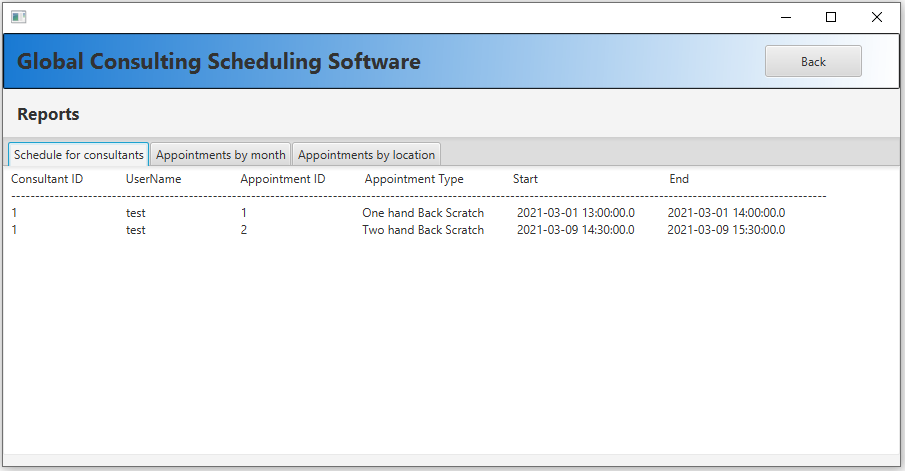 Global Consulting Scheduling Software Back
Reports
Schedule for consultants Appointments by month Appointments by location
Consultant ID UserName Appointment ID Appointment Type Start End
--------------------------------------------------------------------------------------------------------------------------------------------
1 test 1 One hand Back Scratch 2021-03-01 13:00:00.0 2021-03-01 14:00:00.0
1 test 2 Two hand Back Scratch 2021-03-09 14:30:00.0 2021-03-09 15:30:00.0